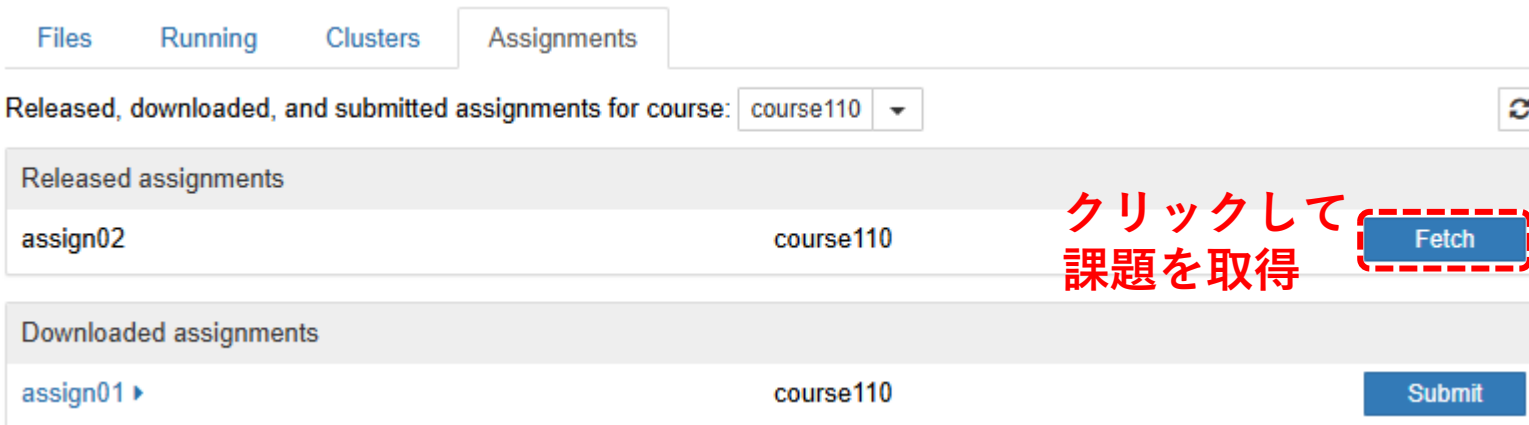 Files Running Clusters Assignments
Released, downloaded, and submitted assignments for course: course110
Released assignments
assign02 course110 Fetch
クリックして
課題を取得
Downloaded assignments
assign01 course110 Submit